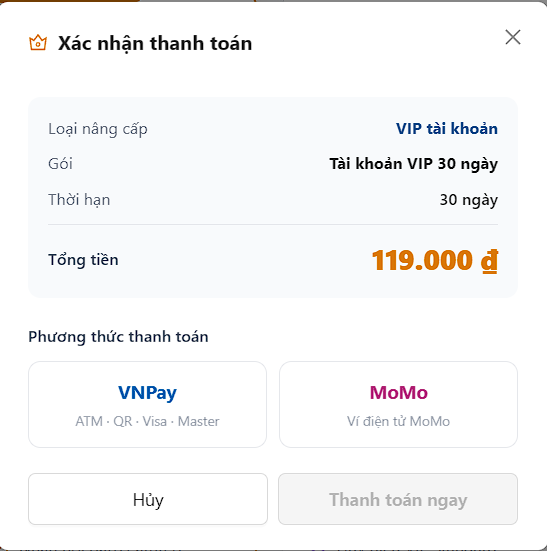 Xác nhận thanh toán
Loại nâng cấp VIP tài khoản
Gói Tài khoản VIP 30 ngày
Thời hạn 30 ngày
Tổng tiền 119.000 ₫
Phương thức thanh toán
VNPay MoMo
ATM · QR · Visa · Master Ví điện tử MoMo
Hủy Thanh toán ngay